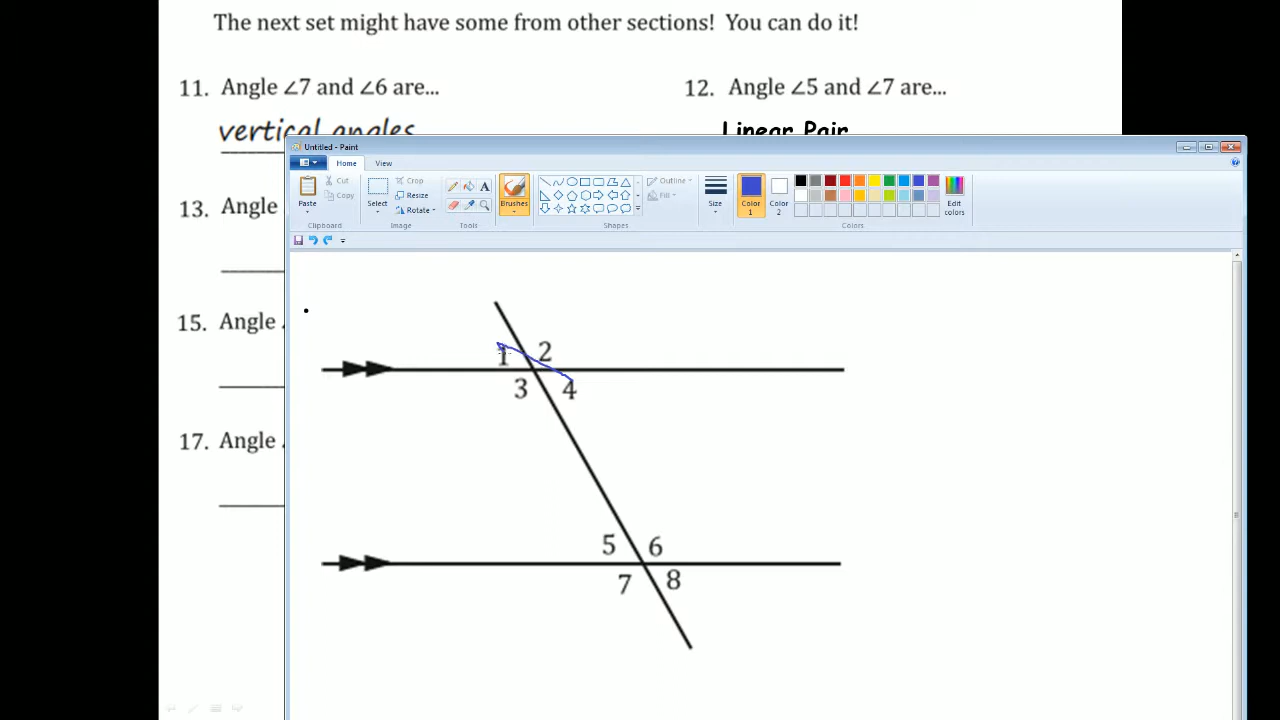 The next set might have some from other sections! You can do it!
11. Angle ∠7 and ∠6 are...
12. Angle ∠5 and ∠7 are...
vertical angles
Linear Pair
Untitled - Paint
Home
View
13. Angle
Paste
Cut
Copy
Clipboard
Select
Crop
Resize
Rotate
Image
A
Tools
Brushes
Shapes
Outline
Fill
Size
Color 1
Color 2
Edit colors
Colors
15. Angle
1
2
3
4
17. Angle
5
6
7
8